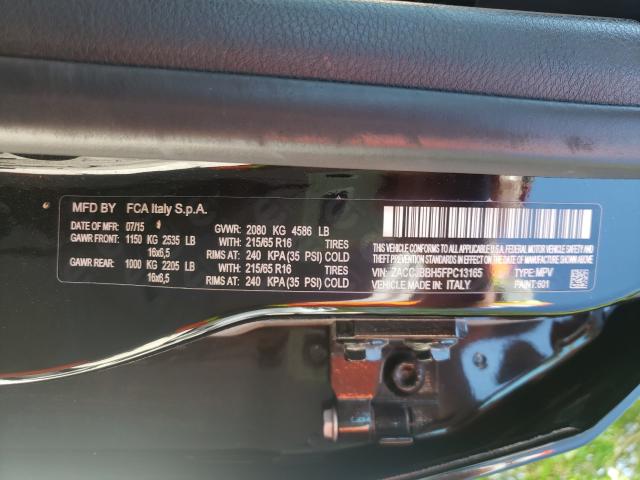 MFD BY FCA Italy S.p.A.
DATE OF MFR: 07/15 GVWR: 2080 KG 4586 LB
GAWR FRONT: 1150 KG 2535 LB WITH: 215/65 R16 TIRES
16x6,5 RIMS AT: 240 KPA (35 PSI) COLD
GAWR REAR: 1000 KG 2205 LB WITH: 215/65 R16 TIRES
16x6,5 RIMS AT: 240 KPA (35 PSI) COLD
THIS VEHICLE CONFORMS TO ALL APPLICABLE U.S.A. FEDERAL MOTOR VEHICLE SAFETY, BUMPER AND
THEFT PREVENTION STANDARDS IN EFFECT ON THE DATE OF MANUFACTURE SHOWN ABOVE
VIN: ZACCJBBH5FPC13165 TYPE: MPV
VEHICLE MADE IN: ITALY PAINT: 601